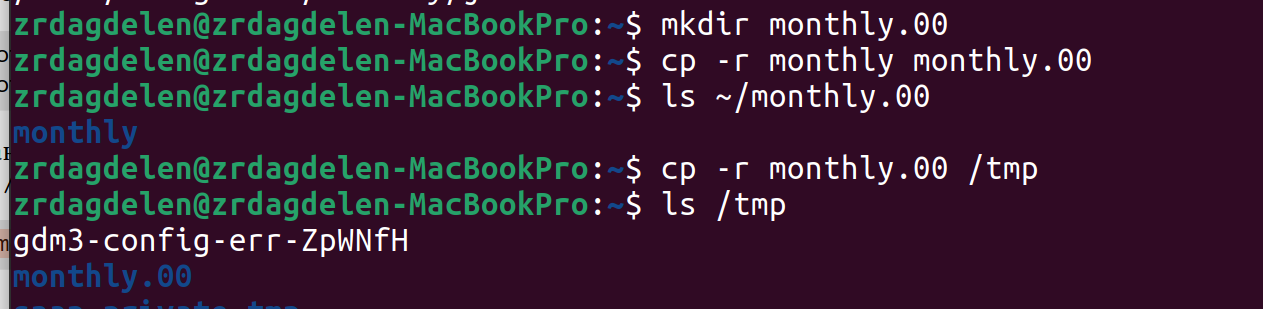 zrdagdelen@zrdagdelen-MacBookPro:~$ mkdir monthly.00
zrdagdelen@zrdagdelen-MacBookPro:~$ cp -r monthly monthly.00
zrdagdelen@zrdagdelen-MacBookPro:~$ ls ~/monthly.00
monthly
zrdagdelen@zrdagdelen-MacBookPro:~$ cp -r monthly.00 /tmp
zrdagdelen@zrdagdelen-MacBookPro:~$ ls /tmp
gdm3-config-err-ZpWNfH
monthly.00